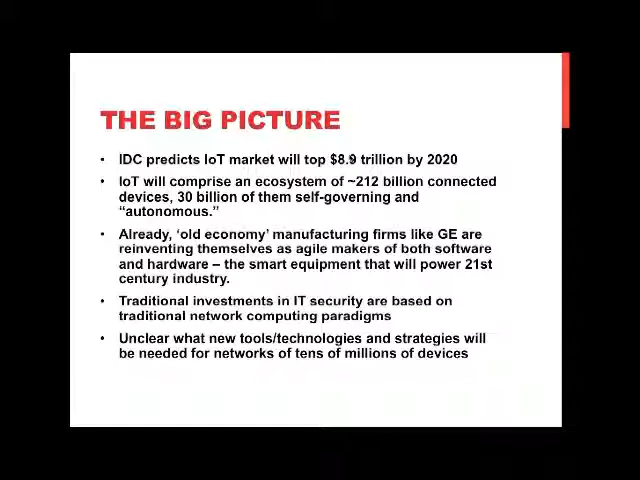 THE BIG PICTURE
• IDC predicts IoT market will top $8.9 trillion by 2020
• IoT will comprise an ecosystem of ~212 billion connected
devices, 30 billion of them self-governing and
“autonomous.”
• Already, ‘old economy’ manufacturing firms like GE are
reinventing themselves as agile makers of both software
and hardware – the smart equipment that will power 21st
century industry.
• Traditional investments in IT security are based on
traditional network computing paradigms
• Unclear what new tools/technologies and strategies will
be needed for networks of tens of millions of devices